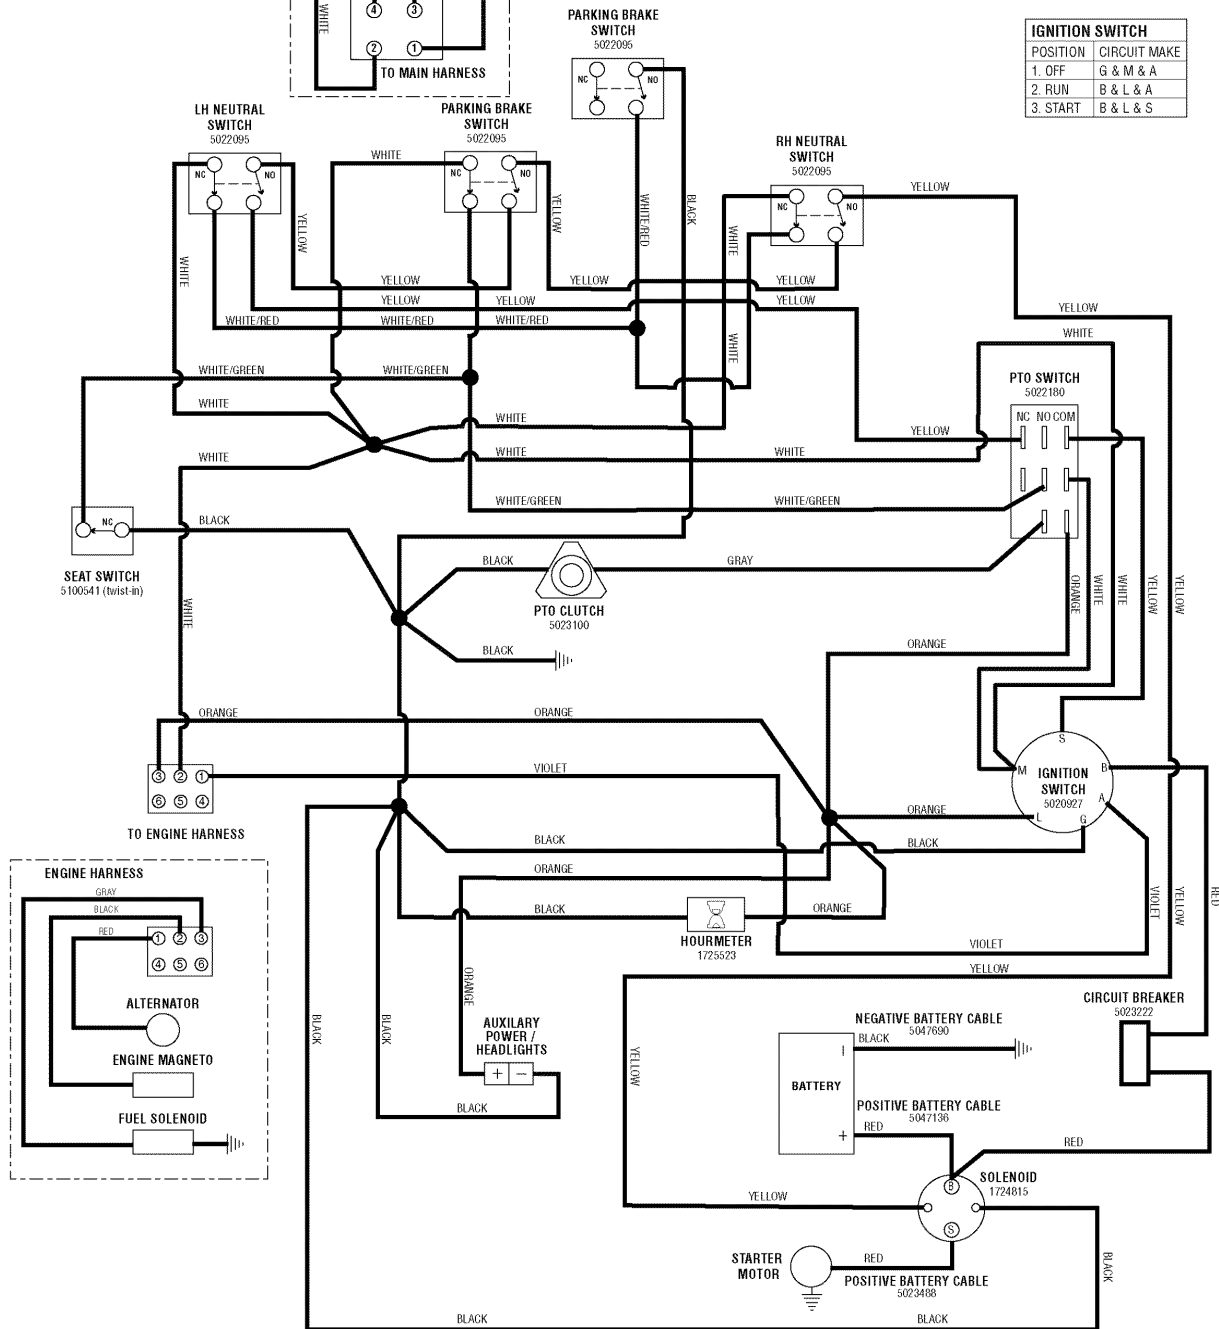 WHITE
4 3
2 1
TO MAIN HARNESS
PARKING BRAKE
SWITCH
5022095
NC
NO
IGNITION SWITCH
POSITION CIRCUIT MAKE
1. OFF G & M & A
2. RUN B & L & A
3. START B & L & S
LH NEUTRAL
SWITCH
5022095
NC
NO
PARKING BRAKE
SWITCH
5022095
NC
NO
RH NEUTRAL
SWITCH
5022095
NC
NO
WHITE
YELLOW
WHITE
YELLOW
YELLOW
WHITE/RED
BLACK
WHITE
YELLOW
YELLOW
YELLOW
YELLOW
YELLOW
YELLOW
YELLOW
WHITE/RED
WHITE/RED
WHITE/RED
YELLOW
WHITE
WHITE
WHITE/GREEN
WHITE/GREEN
PTO SWITCH
5022180
NC NO COM
WHITE
WHITE
YELLOW
WHITE
WHITE
WHITE
WHITE/GREEN
WHITE/GREEN
NC
BLACK
SEAT SWITCH
5100541 (twist-in)
BLACK
GRAY
PTO CLUTCH
5023100
WHITE
ORANGE
WHITE
WHITE
YELLOW
YELLOW
BLACK
ORANGE
ORANGE
ORANGE
VIOLET
3 2 1
6 5 4
TO ENGINE HARNESS
S
M
B
A
L
G
IGNITION
SWITCH
5020927
ORANGE
BLACK
BLACK
ORANGE
BLACK
ORANGE
HOURMETER
1725523
VIOLET
YELLOW
RED
VIOLET
YELLOW
ENGINE HARNESS
GRAY
BLACK
RED
1 2 3
4 5 6
ALTERNATOR
ENGINE MAGNETO
FUEL SOLENOID
BLACK
BLACK
ORANGE
AUXILARY
POWER /
HEADLIGHTS
+ −
BLACK
YELLOW
CIRCUIT BREAKER
5023222
NEGATIVE BATTERY CABLE
5047690
BLACK
−
BATTERY
+
POSITIVE BATTERY CABLE
5047136
RED
RED
SOLENOID
1724815
B
S
YELLOW
STARTER
MOTOR
RED
POSITIVE BATTERY CABLE
5023488
BLACK
BLACK
BLACK